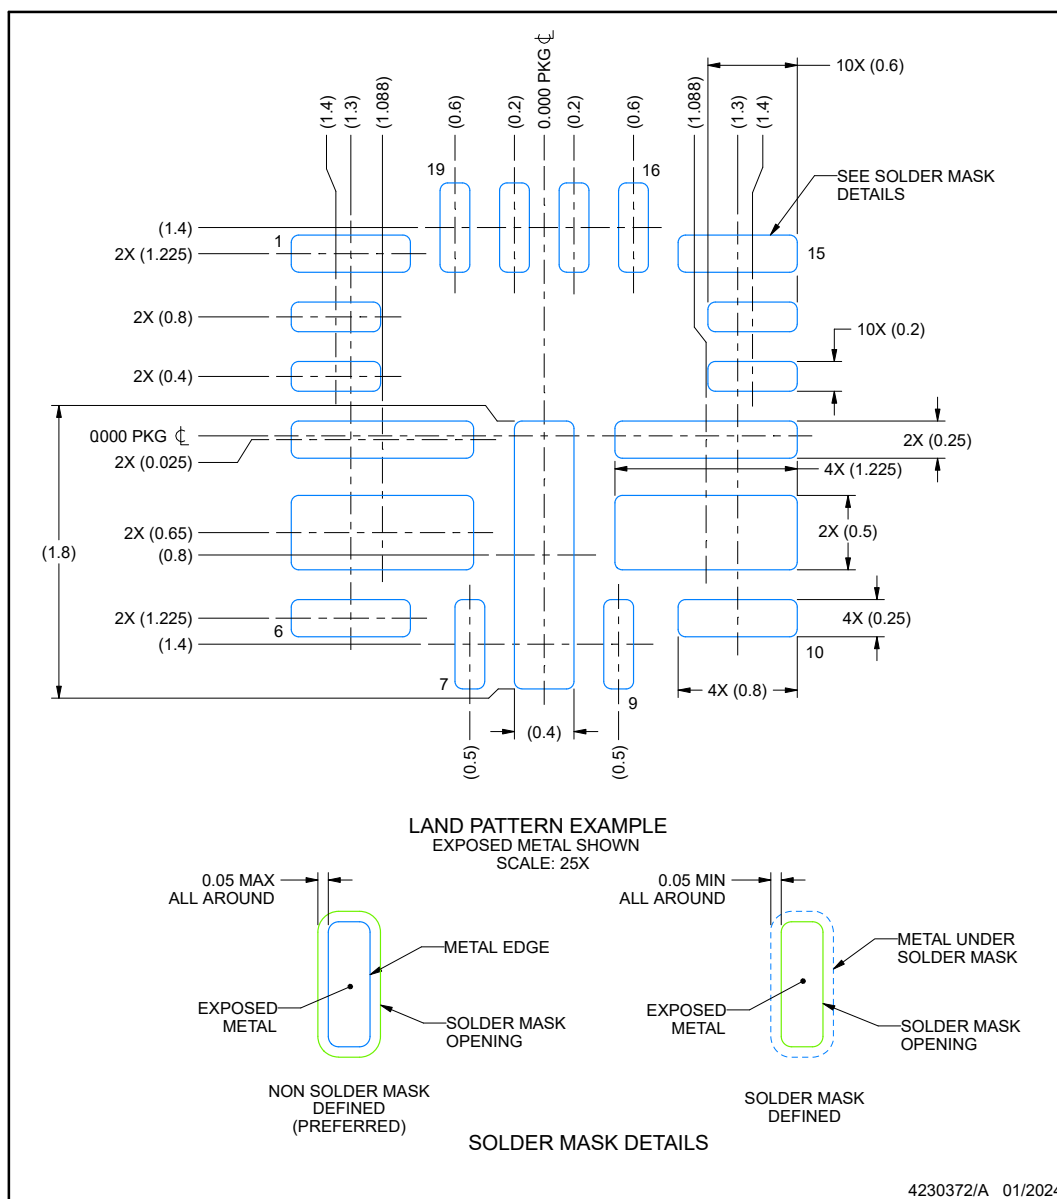 (1.4)
(1.3)
(1.088)
(0.6)
(0.2)
0.000 PKG ℄
(0.2)
(0.6)
(1.088)
(1.3)
(1.4)
10X (0.6)
19
16
SEE SOLDER MASK
DETAILS
(1.4)
1
15
2X (1.225)
2X (0.8)
10X (0.2)
2X (0.4)
0.000 PKG ℄
2X (0.25)
2X (0.025)
4X (1.225)
2X (0.65)
2X (0.5)
(1.8)
(0.8)
2X (1.225)
4X (0.25)
6
(1.4)
10
7
4X (0.8)
9
(0.5)
(0.4)
(0.5)
LAND PATTERN EXAMPLE
EXPOSED METAL SHOWN
SCALE: 25X
0.05 MAX
ALL AROUND
METAL EDGE
EXPOSED
METAL
SOLDER MASK
OPENING
NON SOLDER MASK
DEFINED
(PREFERRED)
0.05 MIN
ALL AROUND
METAL UNDER
SOLDER MASK
EXPOSED
METAL
SOLDER MASK
OPENING
SOLDER MASK
DEFINED
SOLDER MASK DETAILS
4230372/A 01/2024